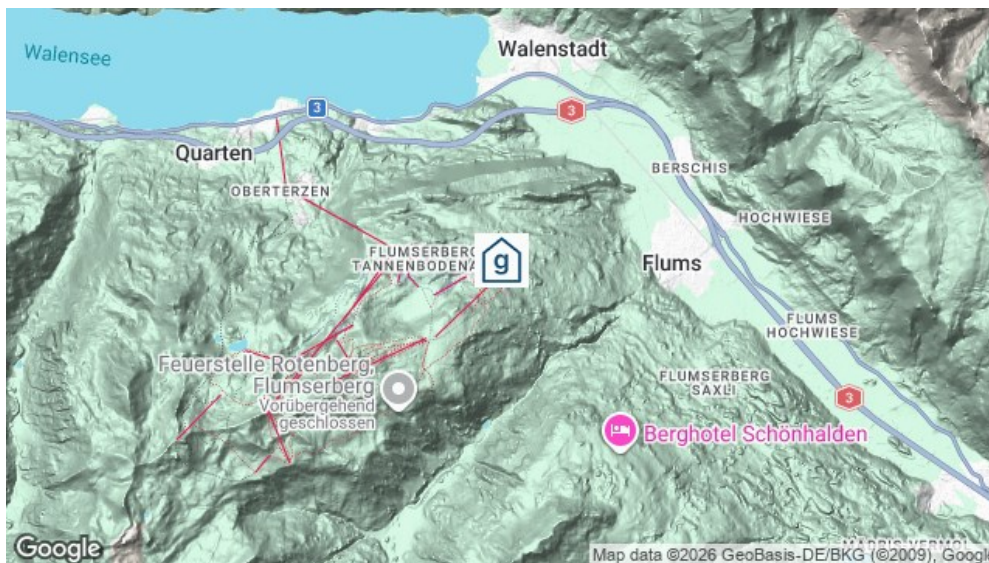 Walensee
Walenstadt
3
3
Quarten
BERSCHIS
OBERTERZEN
HOCHWIESE
FLUMSERBERG
TANNENBODENA
g
Flums
FLUMS
HOCHWIESE
Feuerstelle Rotenberg,
Flumserberg
Vorübergehend
geschlossen
FLUMSERBERG
SAXLI
3
Berghotel Schönhalden
Google
Map data ©2026 GeoBasis-DE/BKG (©2009), Google